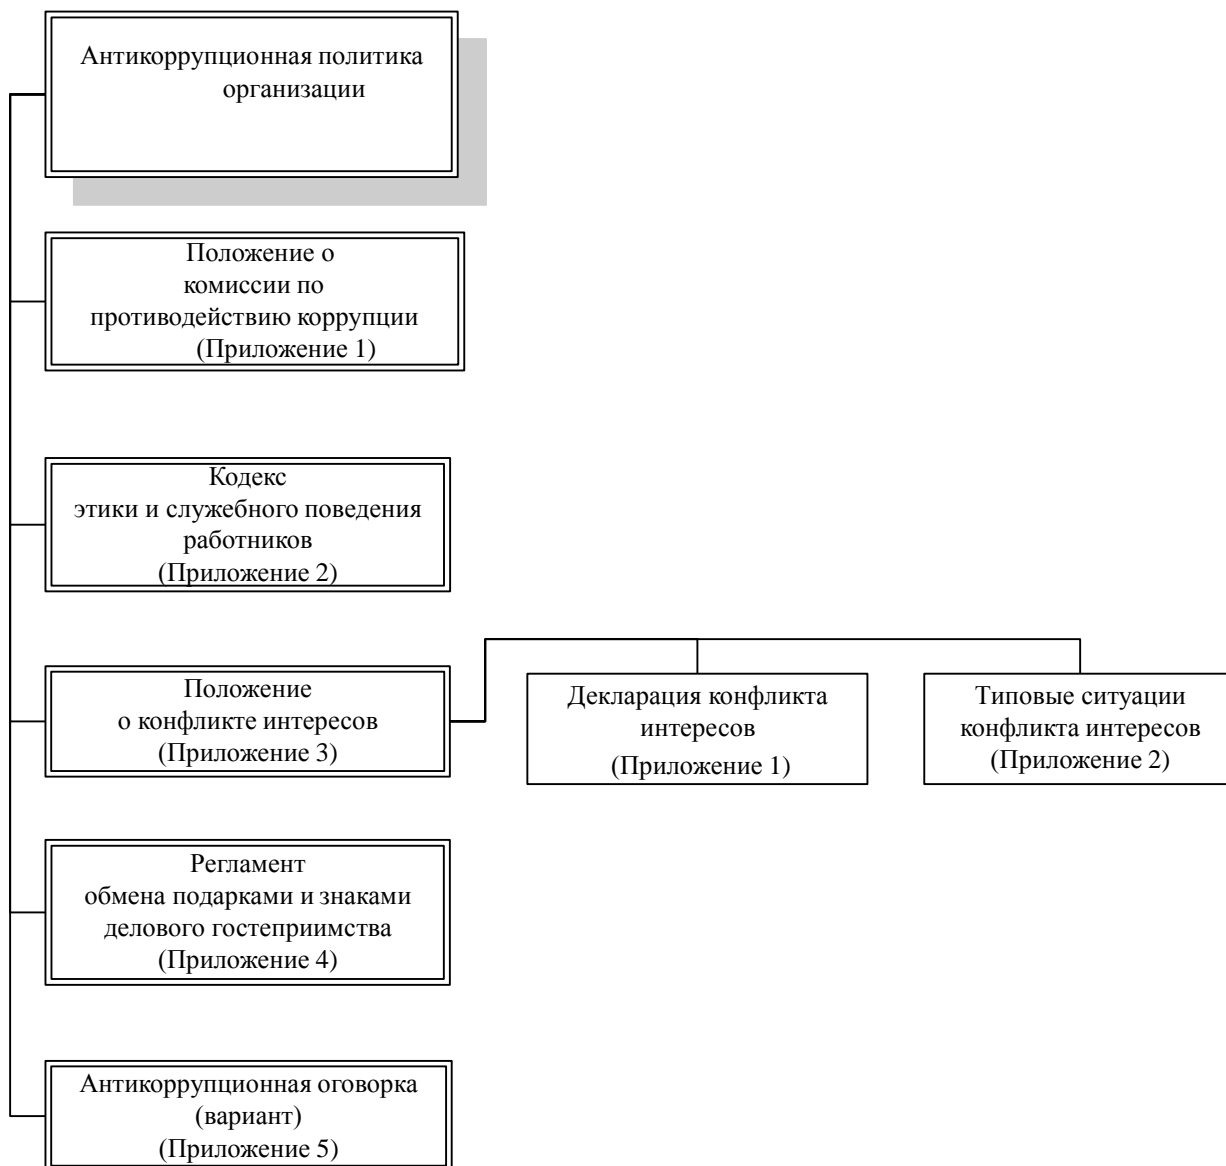 Антикоррупционная политика
организации
Положение о
комиссии по
противодействию коррупции
(Приложение 1)
Кодекс
этики и служебного поведения
работников
(Приложение 2)
Положение
о конфликте интересов
(Приложение 3)
Декларация конфликта
интересов
(Приложение 1)
Типовые ситуации
конфликта интересов
(Приложение 2)
Регламент
обмена подарками и знаками
делового гостеприимства
(Приложение 4)
Антикоррупционная оговорка
(вариант)
(Приложение 5)